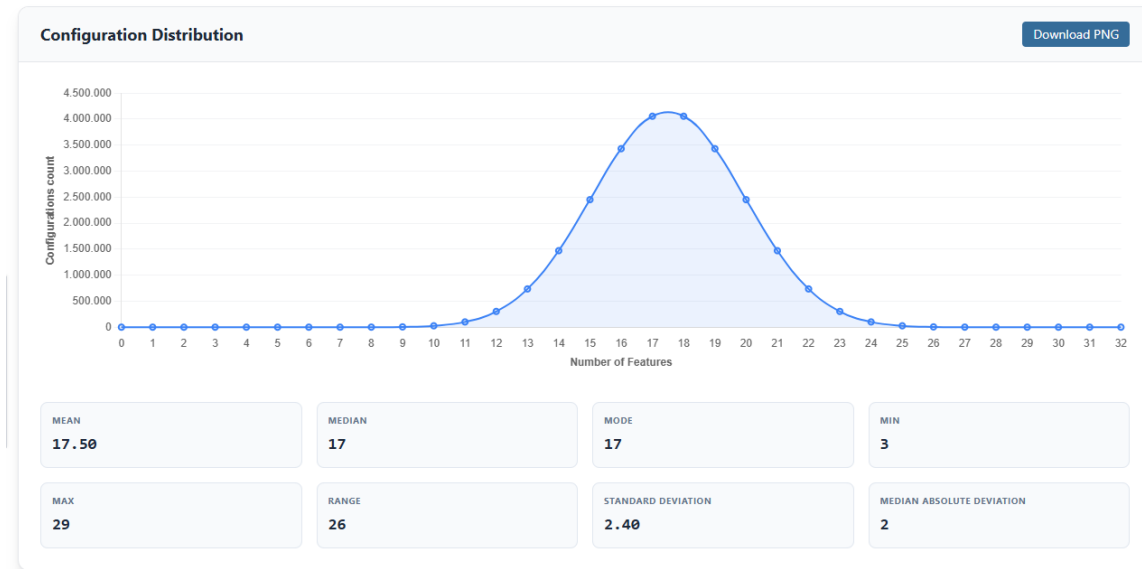 Configuration Distribution
Download PNG
4.500.000
4.000.000
3.500.000
3.000.000
2.500.000
2.000.000
1.500.000
1.000.000
500.000
0
Configurations count
0 1 2 3 4 5 6 7 8 9 10 11 12 13 14 15 16 17 18 19 20 21 22 23 24 25 26 27 28 29 30 31 32
Number of Features
MEAN
17.50
MEDIAN
17
MODE
17
MIN
3
MAX
29
RANGE
26
STANDARD DEVIATION
2.40
MEDIAN ABSOLUTE DEVIATION
2